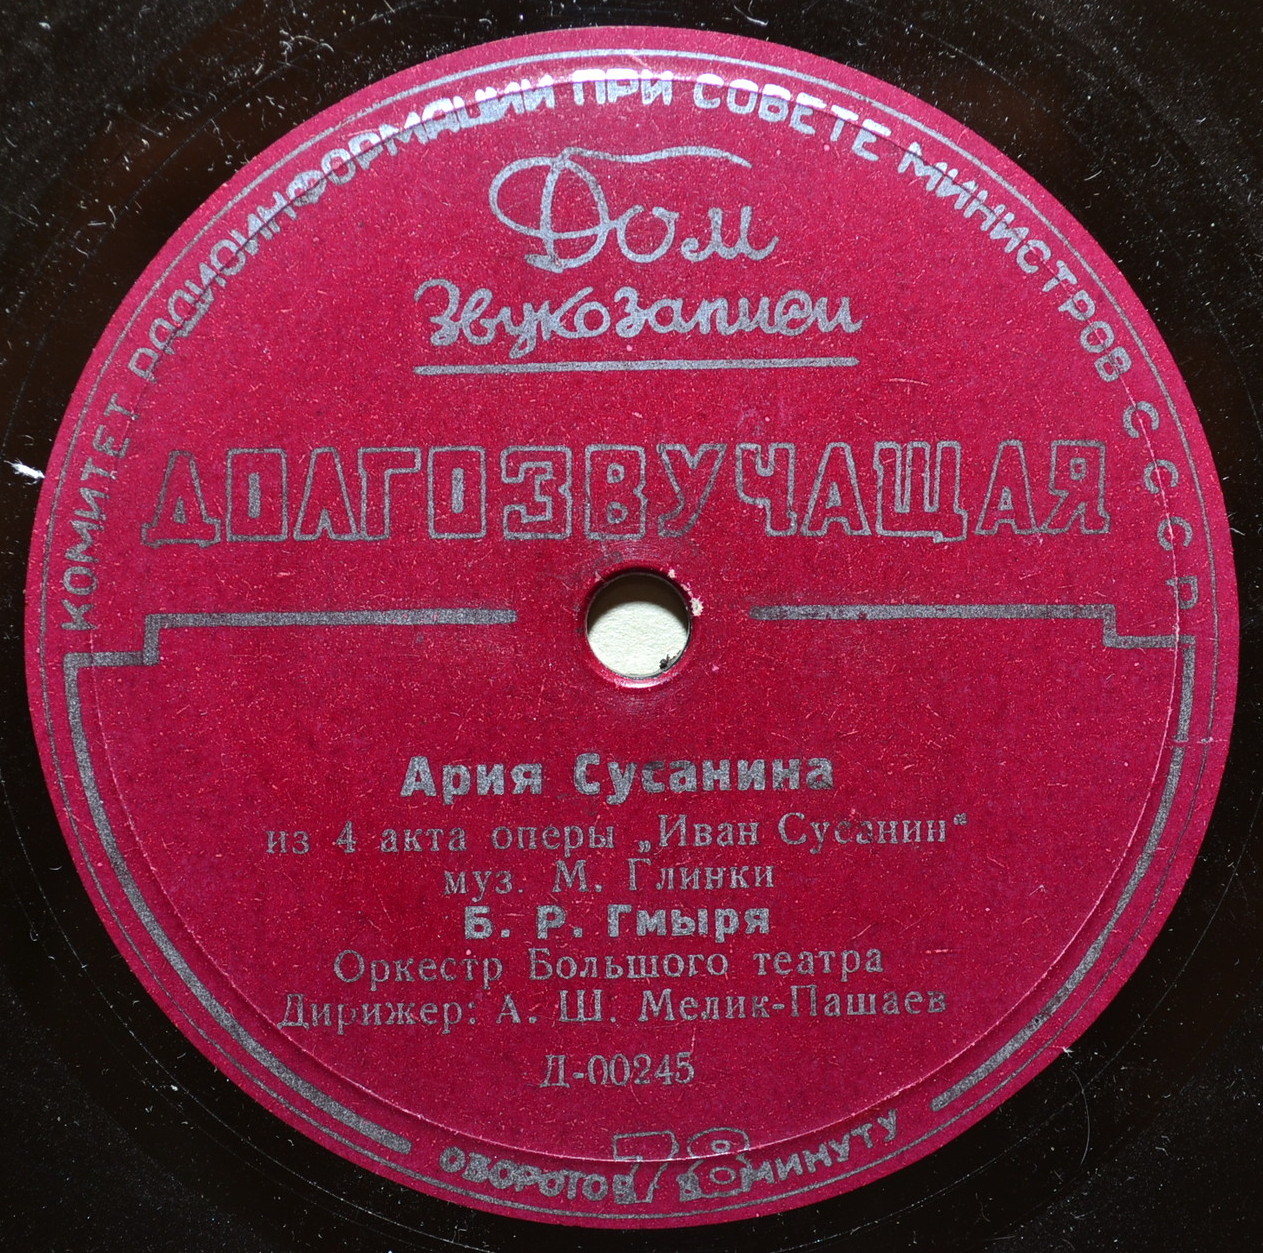 КОМИТЕТ РАДИОИНФОРМАЦИИ ПРИ СОВЕТЕ МИНИСТРОВ СССР
Дом
Звукозаписи
ДОЛГОЗВУЧАЩАЯ
Ария Сусанина
из 4 акта оперы „Иван Сусанин“
муз. М. Глинки
Б. Р. Гмыря
Оркестр Большого театра
Дирижер: А. Ш. Мелик-Пашаев
Д-00245
ОБОРОТОВ 78 В МИНУТУ